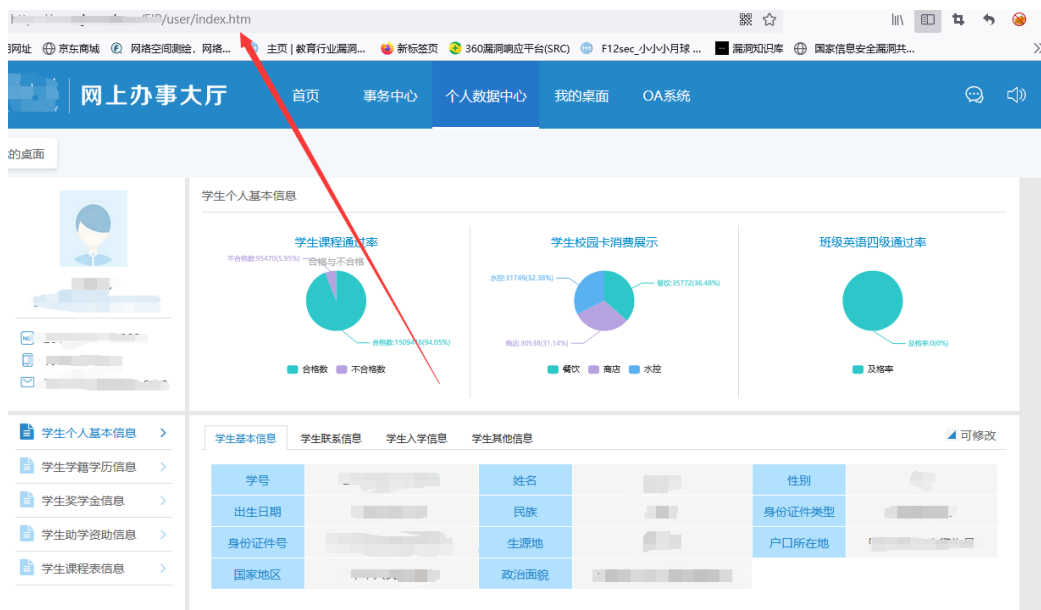 /user/index.htm
网址 京东商城 网络空间测绘, 网络... 主页 | 教育行业漏洞... 新标签页 360漏洞响应平台(SRC) F12sec_小小小月球 ... 漏洞知识库 国家信息安全漏洞共...
网上办事大厅 首页 事务中心 个人数据中心 我的桌面 OA系统
的桌面
学生个人基本信息
学生课程通过率 学生校园卡消费展示 班级英语四级通过率
不合格数:95470(5.95%) 合格与不合格
水控:31749(32.38%) 餐饮:35772(36.48%)
合格数:1509416(94.05%) 商店:30538(31.14%) 及格率:0(0%)
合格数 不合格数 餐饮 商店 水控 及格率
学生个人基本信息
学生学籍学历信息
学生奖学金信息
学生助学资助信息
学生课程表信息
学生基本信息 学生联系信息 学生入学信息 学生其他信息 可修改
学号 姓名 性别
出生日期 民族 身份证件类型
身份证件号 生源地 户口所在地
国家地区 政治面貌